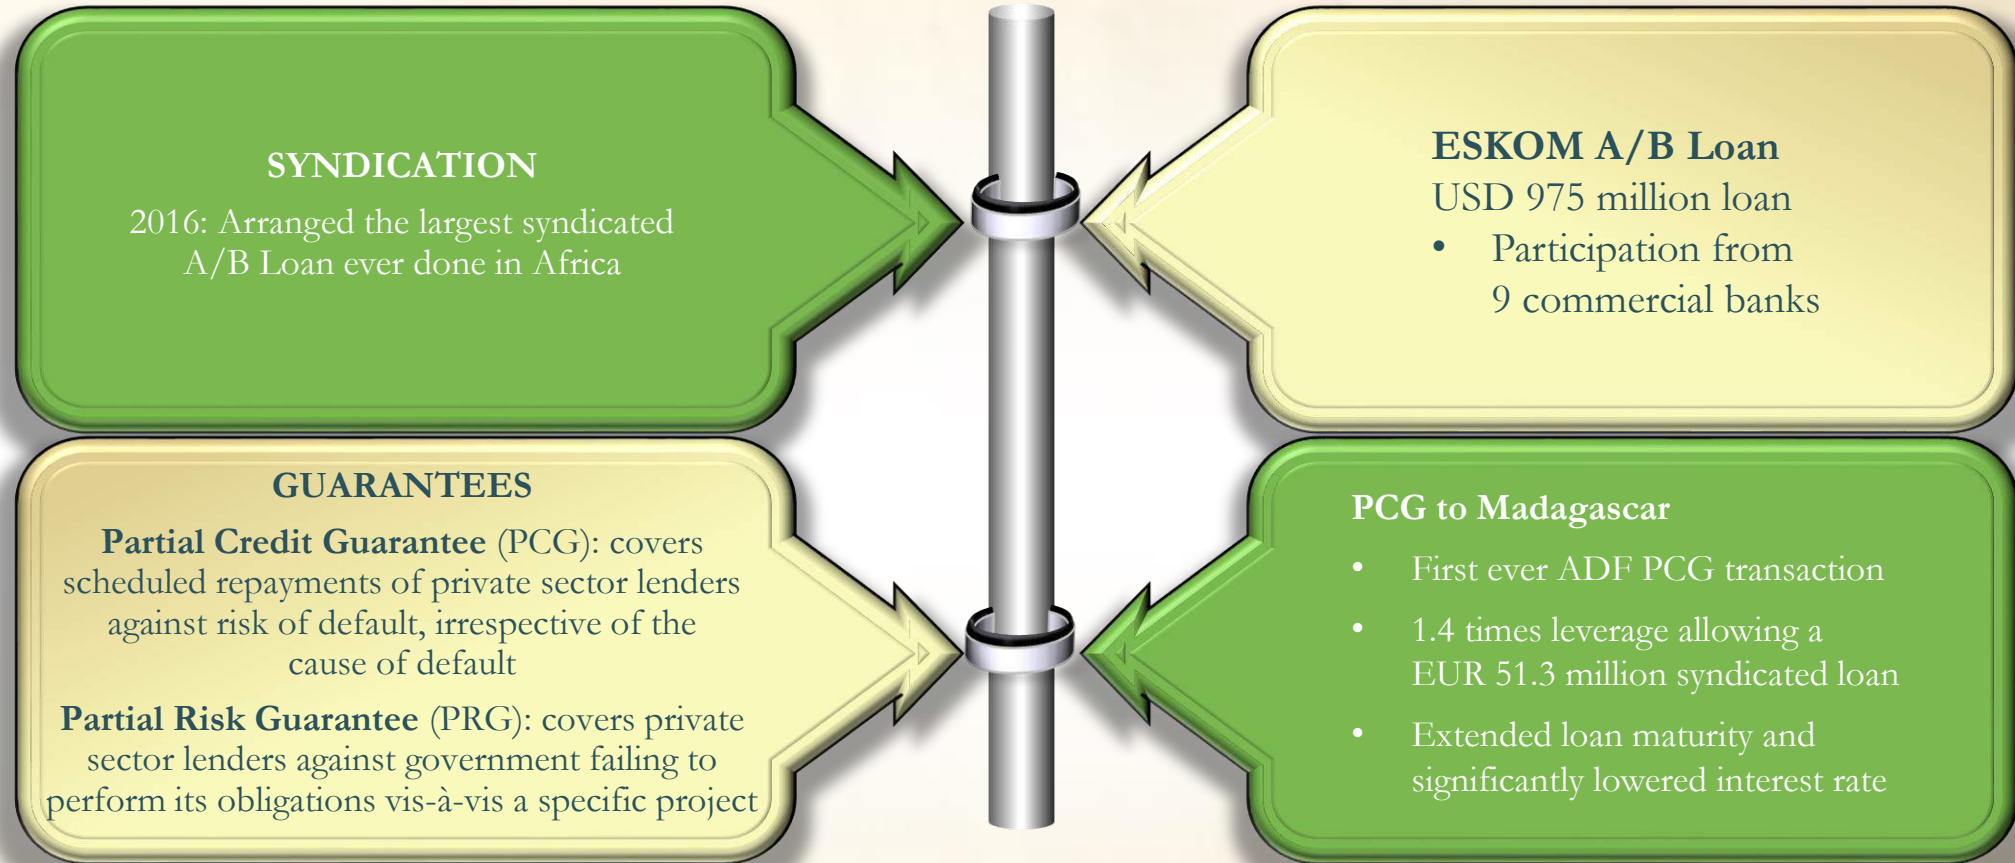 SYNDICATION
2016: Arranged the largest syndicated
A/B Loan ever done in Africa
ESKOM A/B Loan
USD 975 million loan
• Participation from
9 commercial banks
GUARANTEES
Partial Credit Guarantee (PCG): covers
scheduled repayments of private sector lenders
against risk of default, irrespective of the
cause of default
Partial Risk Guarantee (PRG): covers private
sector lenders against government failing to
perform its obligations vis-à-vis a specific project
PCG to Madagascar
• First ever ADF PCG transaction
• 1.4 times leverage allowing a
EUR 51.3 million syndicated loan
• Extended loan maturity and
significantly lowered interest rate